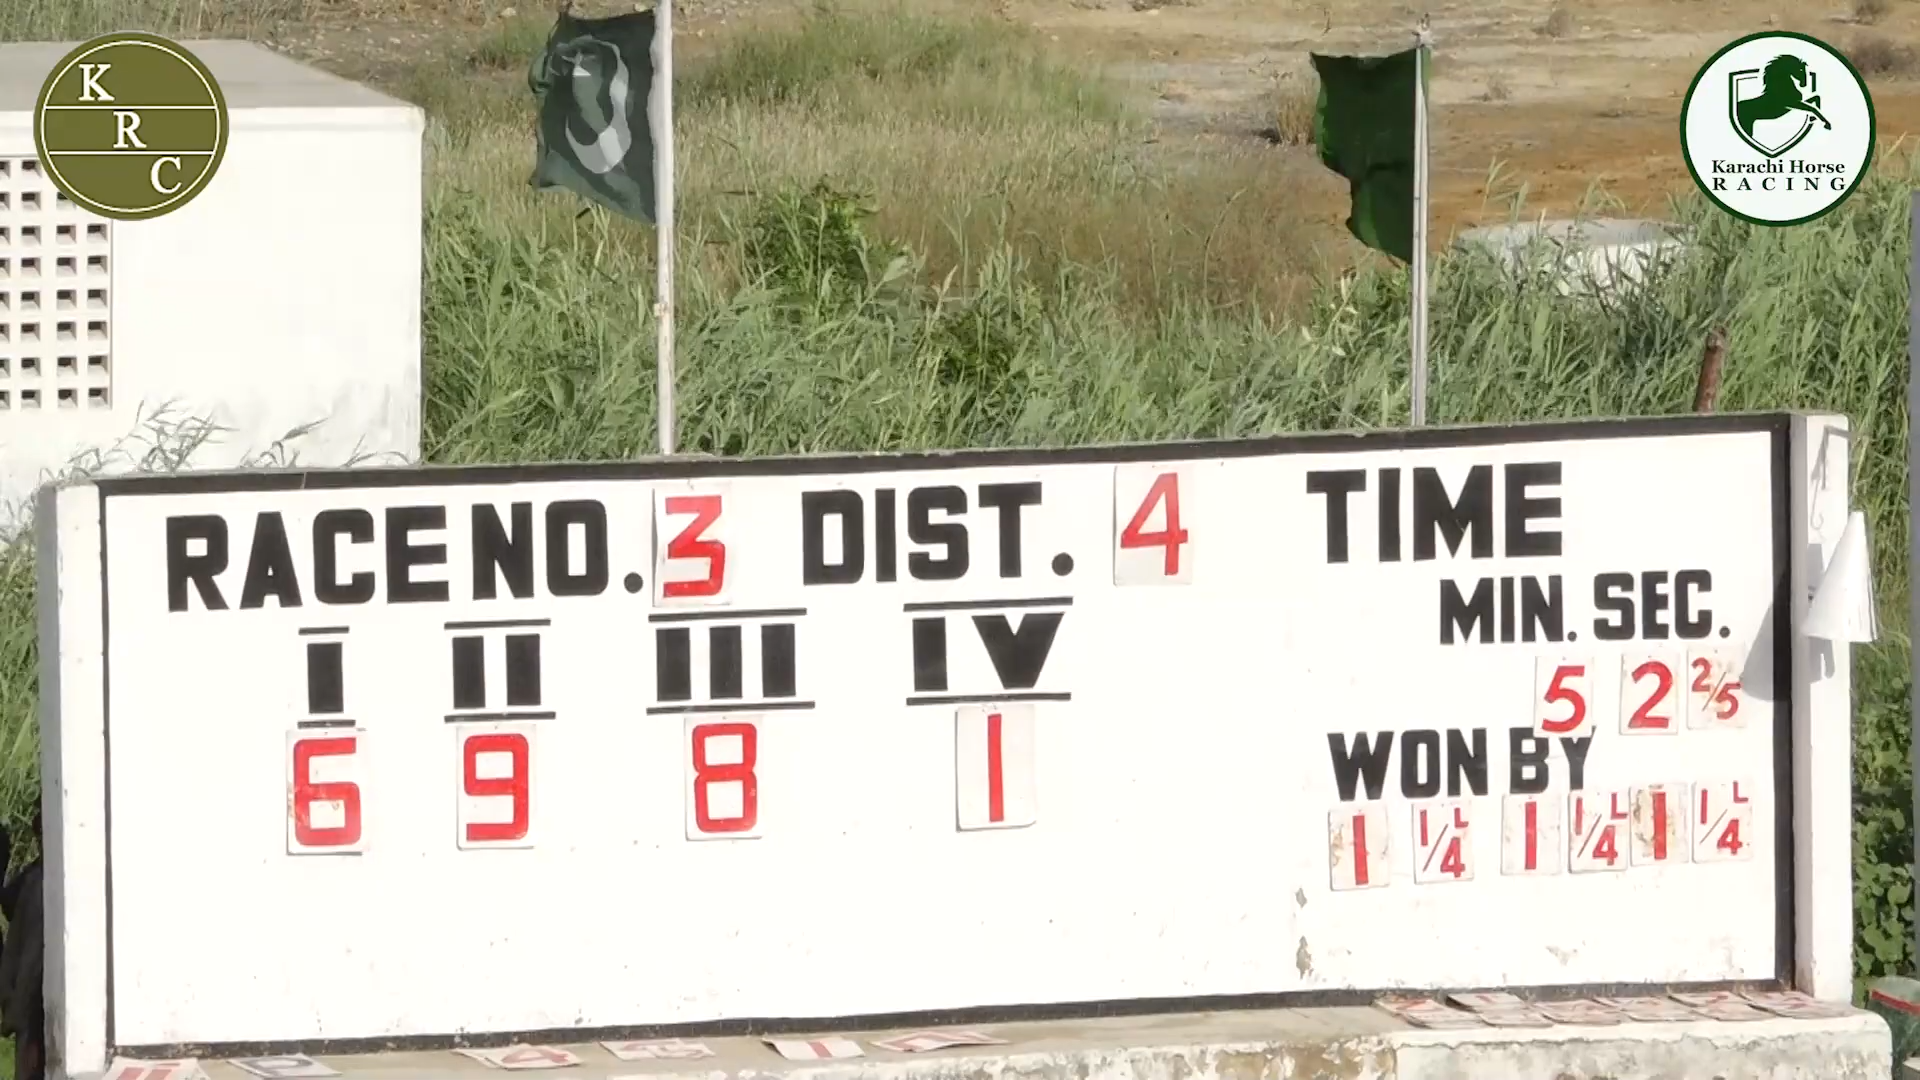 K
R
C
Karachi Horse
RACING
RACE NO. 3 DIST. 4 TIME
MIN. SEC.
I II III IV
5 2 2/5
6 9 8 1
WON BY
1 1/4 L 1 1/4 L 1 1/4 L